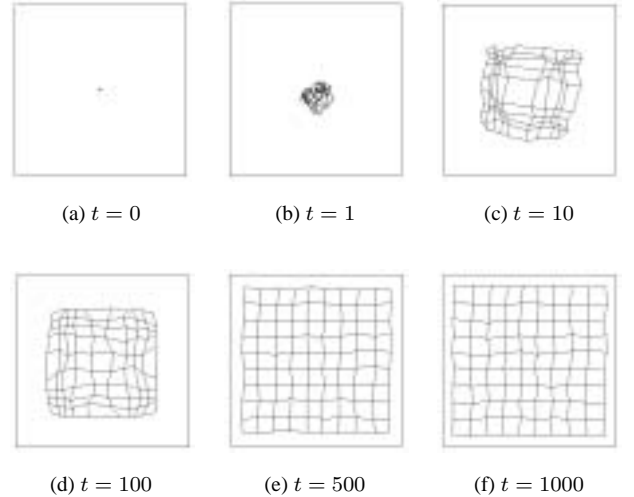 (a) t = 0
(b) t = 1
(c) t = 10
(d) t = 100
(e) t = 500
(f) t = 1000